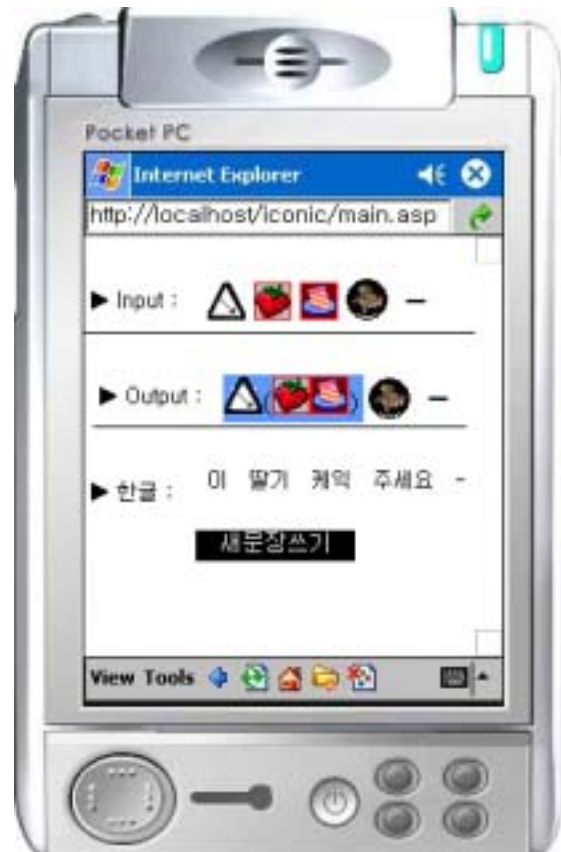 Pocket PC
Internet Explorer
http://localhost/iconic/main.asp
▶ Input : –
▶ Output : ( ) –
▶ 한글 : 이 딸기 케익 주세요 -
새문장쓰기
View Tools